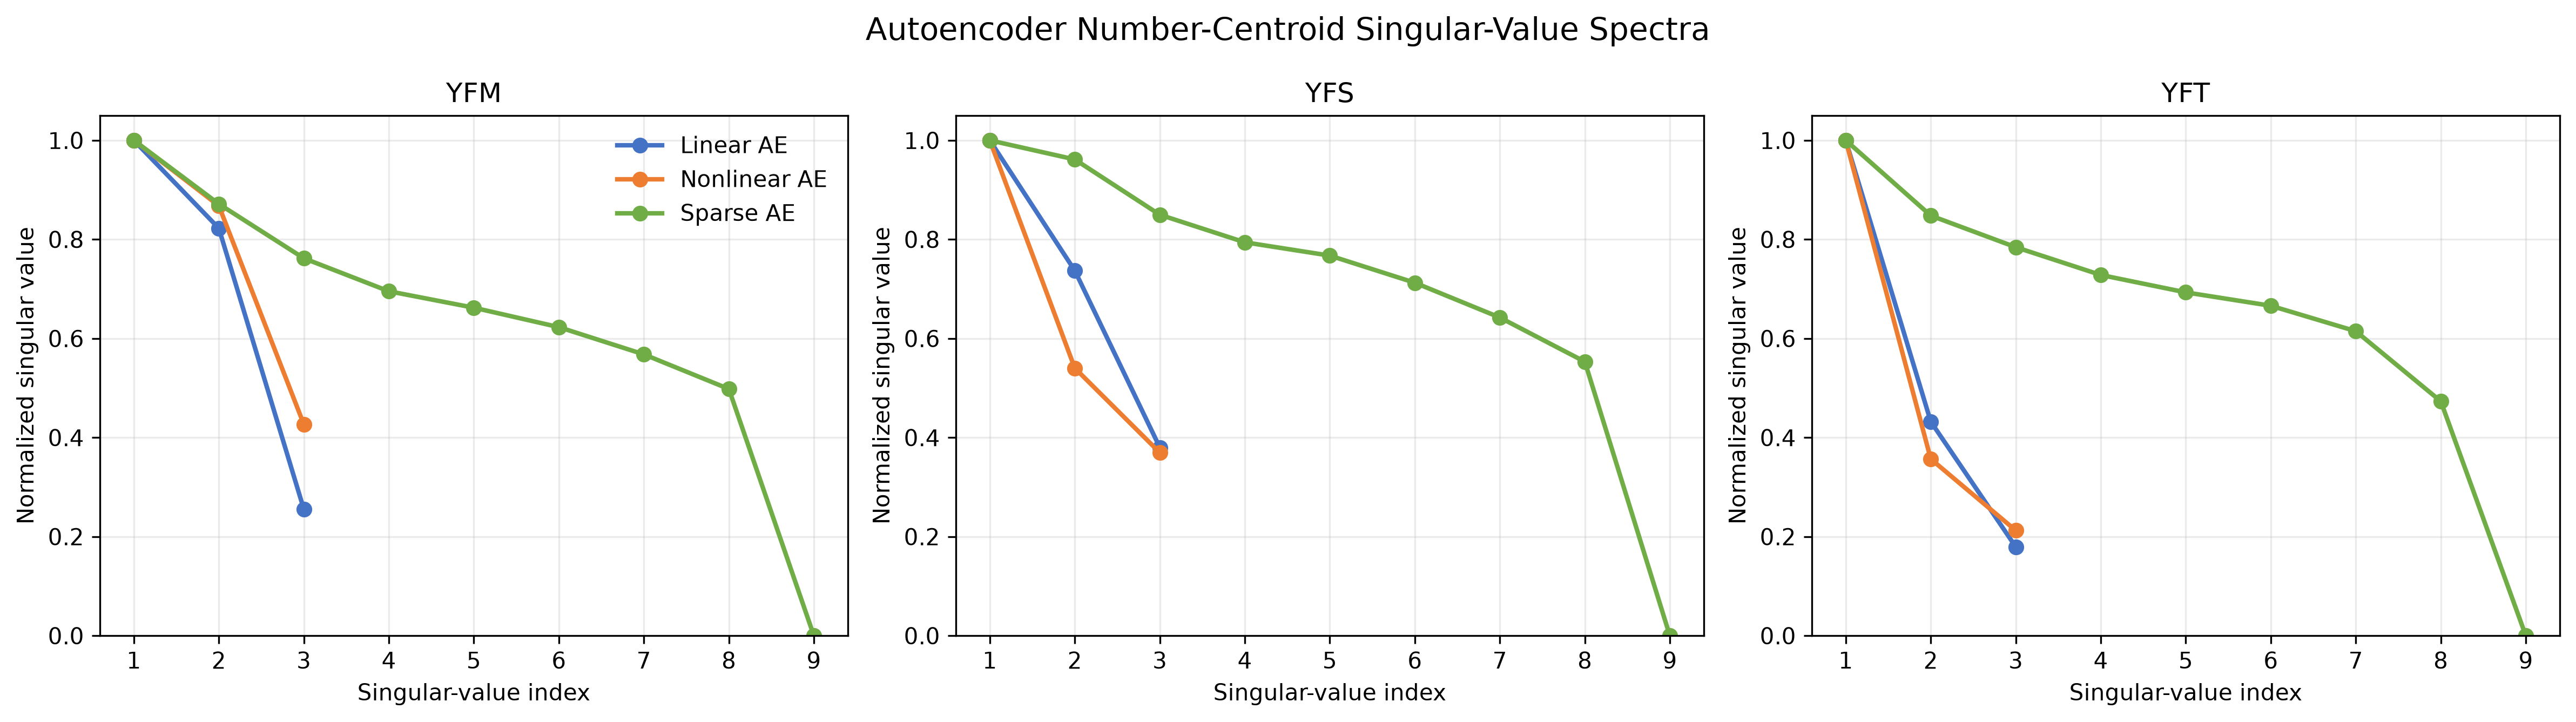 Autoencoder Number-Centroid Singular-Value Spectra
YFM
Normalized singular value
1.0
0.8
0.6
0.4
0.2
0.0
Linear AE
Nonlinear AE
Sparse AE
1 2 3 4 5 6 7 8 9
Singular-value index
YFS
Normalized singular value
1.0
0.8
0.6
0.4
0.2
0.0
1 2 3 4 5 6 7 8 9
Singular-value index
YFT
Normalized singular value
1.0
0.8
0.6
0.4
0.2
0.0
1 2 3 4 5 6 7 8 9
Singular-value index